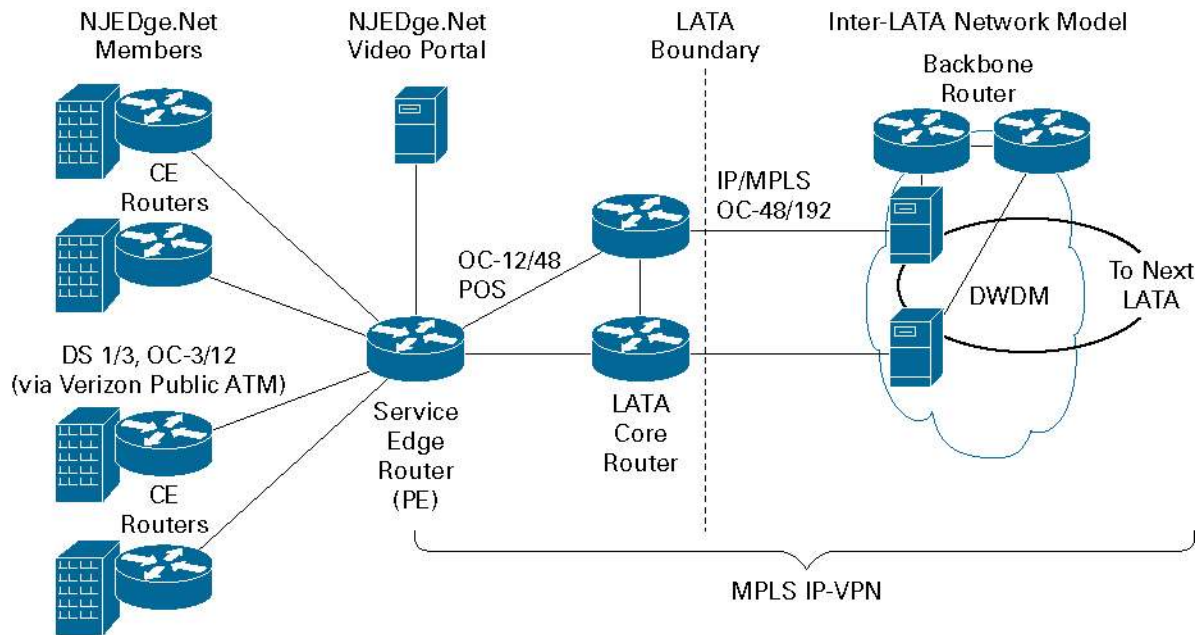 NJEDge.Net
Members
NJEDge.Net
Video Portal
LATA
Boundary
Inter-LATA Network Model
Backbone
Router
CE
Routers
IP/MPLS
OC-48/192
OC-12/48
POS
To Next
LATA
DWDM
DS 1/3, OC-3/12
(via Verizon Public ATM)
Service
Edge
Router
(PE)
LATA
Core
Router
CE
Routers
MPLS IP-VPN